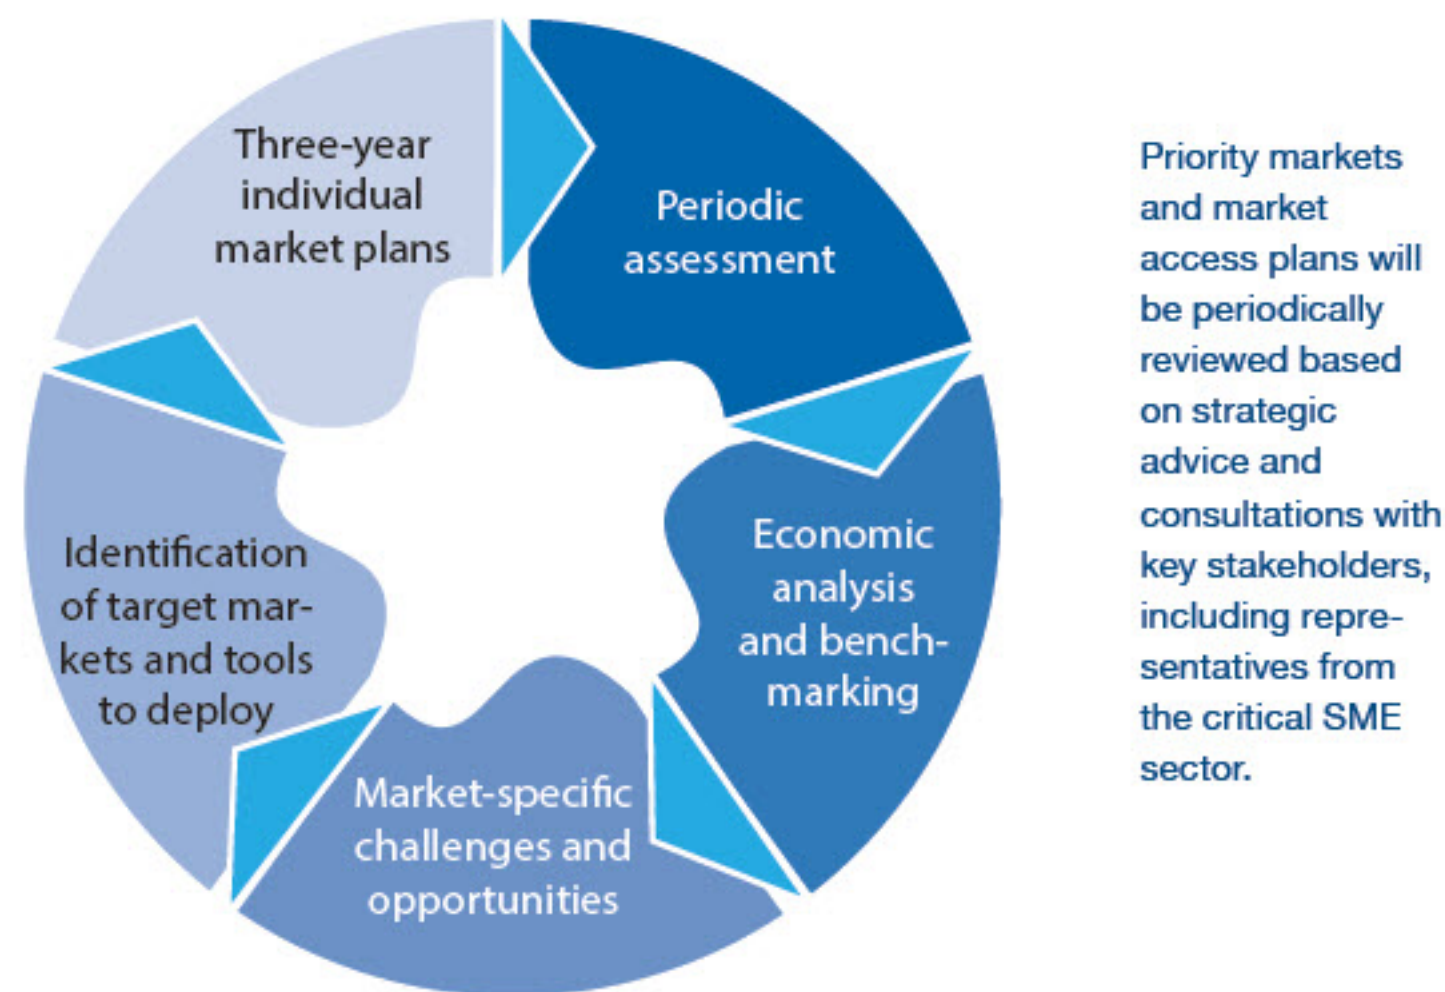 Three-year
individual
market plans
Periodic
assessment
Economic
analysis
and bench-
marking
Market-specific
challenges and
opportunities
Identification
of target mar-
kets and tools
to deploy
Priority markets
and market
access plans will
be periodically
reviewed based
on strategic
advice and
consultations with
key stakeholders,
including repre-
sentatives from
the critical SME
sector.